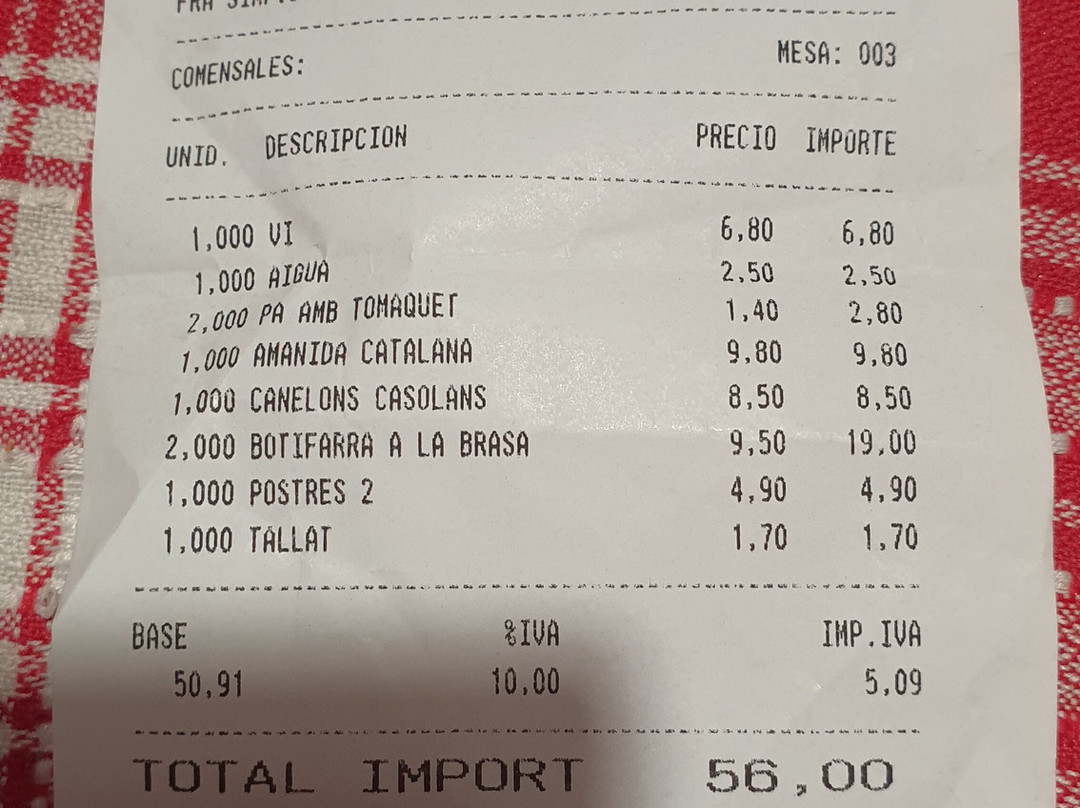 COMENSALES: MESA: 003
UNID. DESCRIPCION PRECIO IMPORTE
1,000 VI 6,80 6,80
1,000 AIGUA 2,50 2,50
2,000 PA AMB TOMAQUET 1,40 2,80
1,000 AMANIDA CATALANA 9,80 9,80
1,000 CANELONS CASOLANS 8,50 8,50
2,000 BOTIFARRA A LA BRASA 9,50 19,00
1,000 POSTRES 2 4,90 4,90
1,000 TALLAT 1,70 1,70
BASE %IVA IMP.IVA
50,91 10,00 5,09
TOTAL IMPORT 56,00